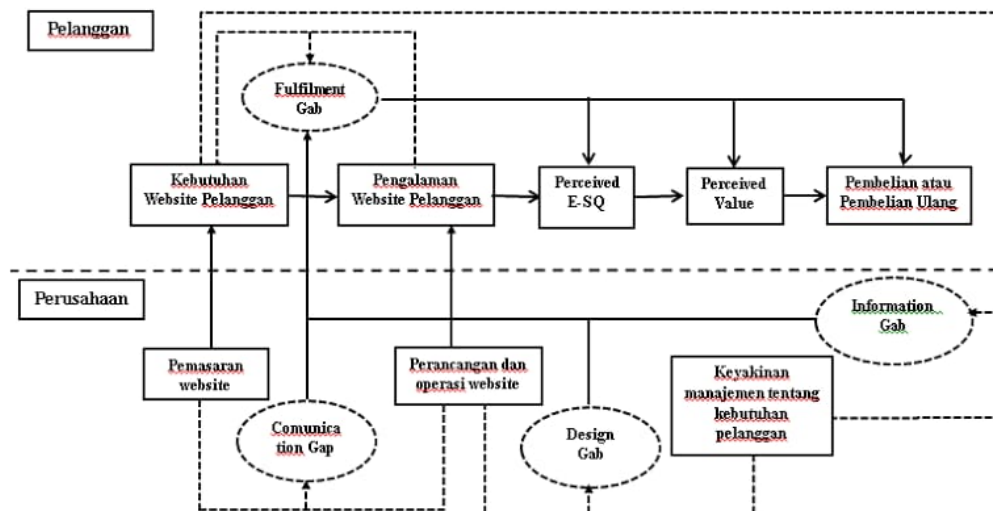 Pelanggan
Fulfilment
Gab
Kebutuhan
Website Pelanggan
Pengalaman
Website Pelanggan
Perceived
E-SQ
Perceived
Value
Pembelian atau
Pembelian Ulang
Perusahaan
Information
Gab
Pemasaran
website
Perancangan dan
operasi website
Keyakinan
manajemen tentang
kebutuhan
pelanggan
Comunica
tion Gap
Design
Gab